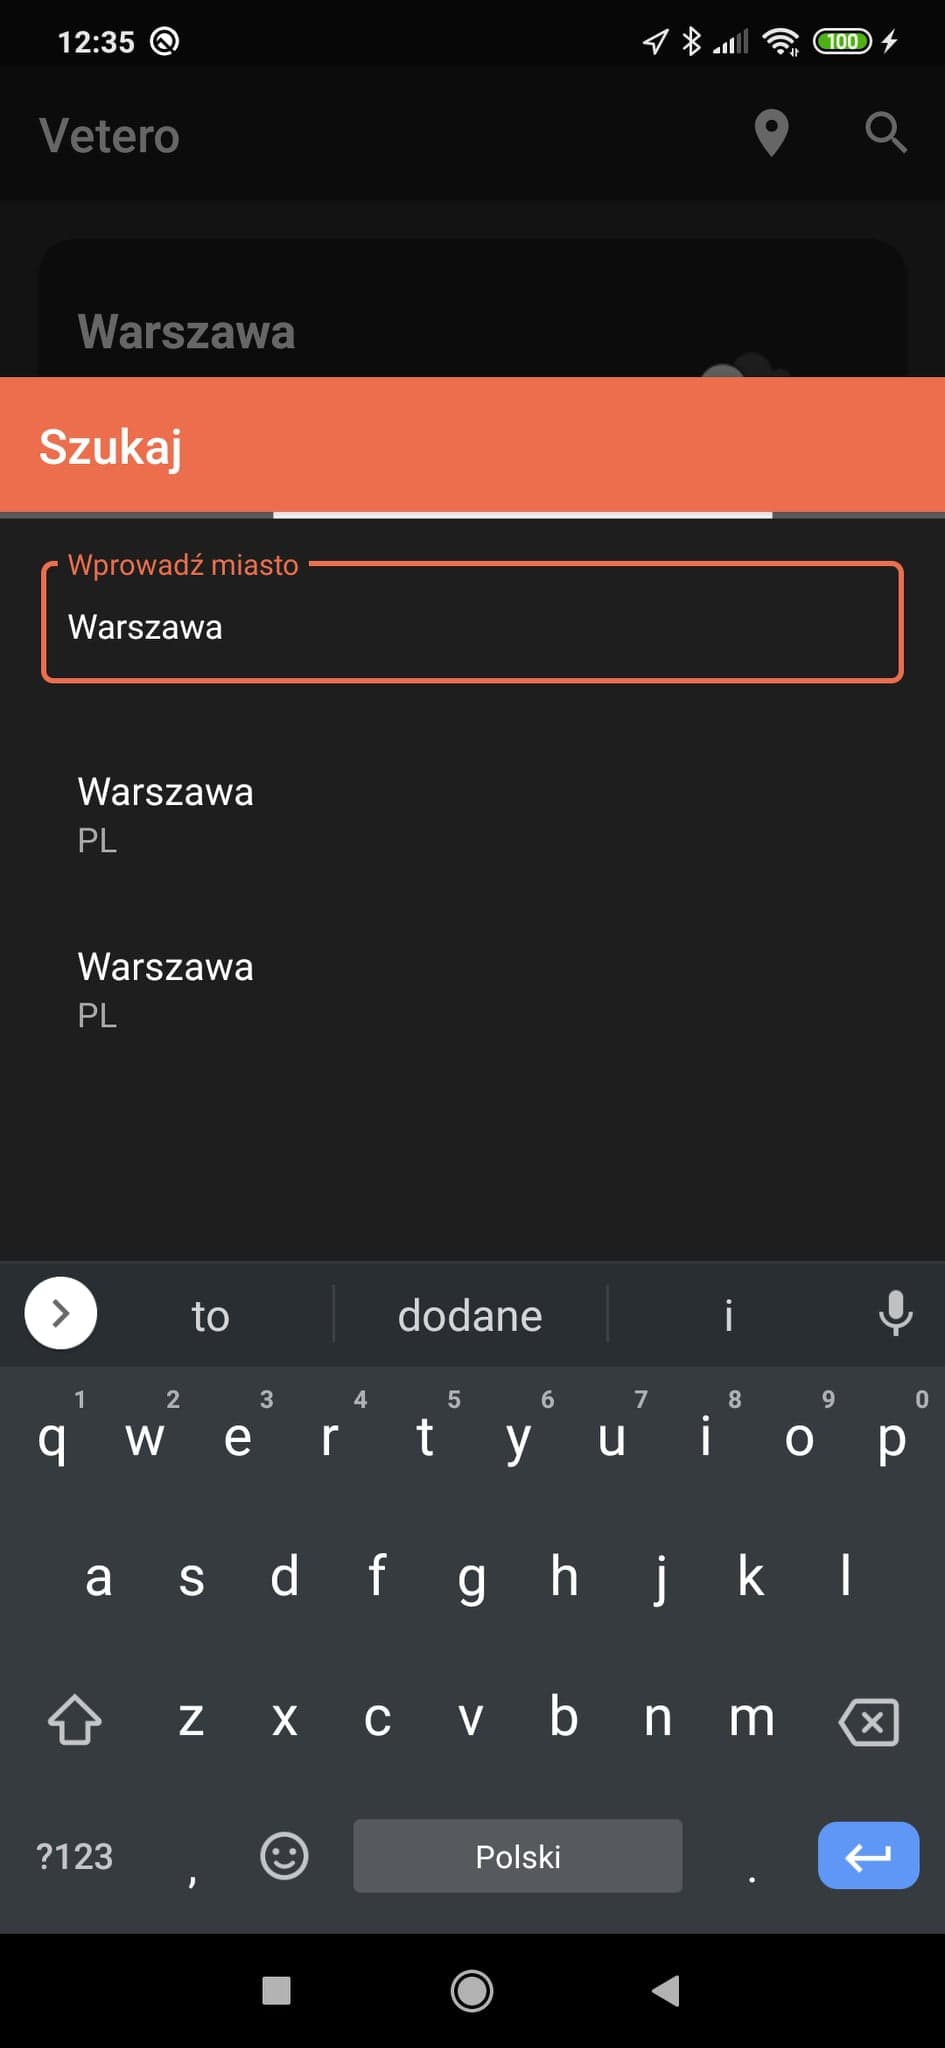 12:35
100
Vetero
Warszawa
Szukaj
Wprowadź miasto
Warszawa
Warszawa
PL
Warszawa
PL
to dodane i
1 2 3 4 5 6 7 8 9 0
q w e r t y u i o p
a s d f g h j k l
z x c v b n m
?123 , Polski .